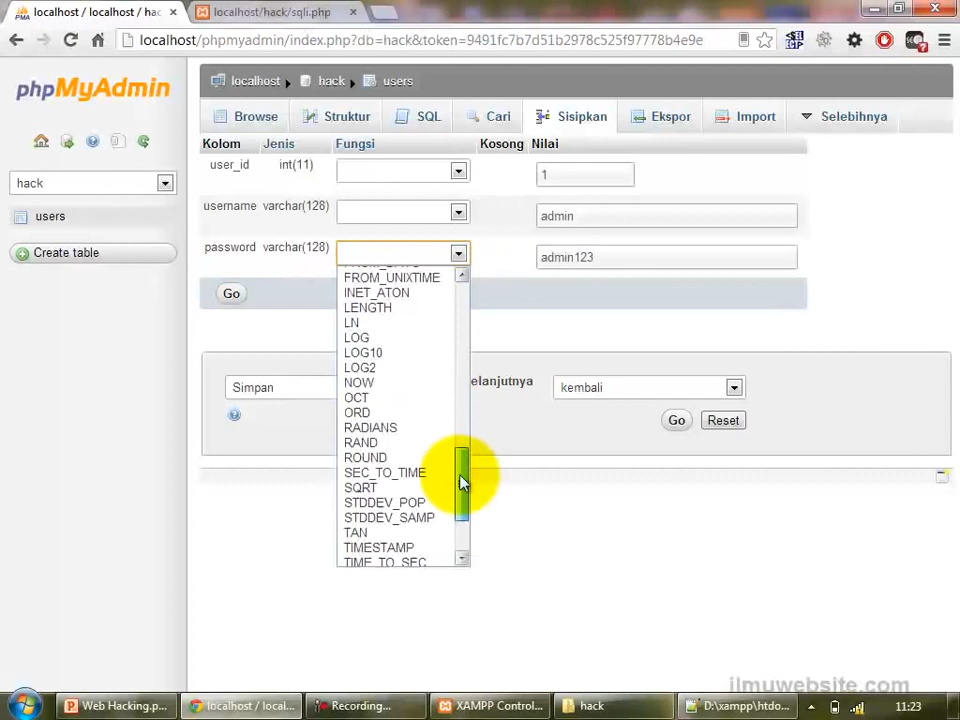 localhost / localhost / hac
localhost/hack/sqli.php
localhost/phpmyadmin/index.php?db=hack&token=9491fc7b7d51b2978c525f97778b4e9e
phpMyAdmin
localhost
hack
users
Browse
Struktur
SQL
Cari
Sisipkan
Ekspor
Import
Selebihnya
Kolom
Jenis
Fungsi
Kosong
Nilai
user_id
int(11)
1
hack
username
varchar(128)
admin
users
password
varchar(128)
admin123
Create table
FROM_UNIXTIME
INET_ATON
LENGTH
LN
LOG
LOG10
LOG2
NOW
OCT
ORD
RADIANS
RAND
ROUND
SEC_TO_TIME
SQRT
STDDEV_POP
STDDEV_SAMP
TAN
TIMESTAMP
TIME_TO_SEC
Go
Simpan
elanjutnya
kembali
Go
Reset
ilmuwebsite.com
Web Hacking.p...
localhost / local...
Recording...
XAMPP Control...
hack
D:\xampp\htdo...
11:23